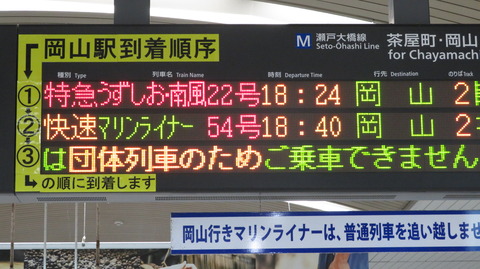 岡山駅到着順序
M 瀬戸大橋線
Seto-Ōhashi Line
茶屋町・岡山
for Chayamach
種別 Type 列車名 Train Name 時刻 Departure Time 行先 Destination のりば Track
① 特急うずしお・南風22号 18:24 岡山 2
② 快速マリンライナー 54号 18:40 岡山 2
③ は団体列車のためご乗車できません
の順に到着します
岡山行きマリンライナーは、普通列車を追い越しませ